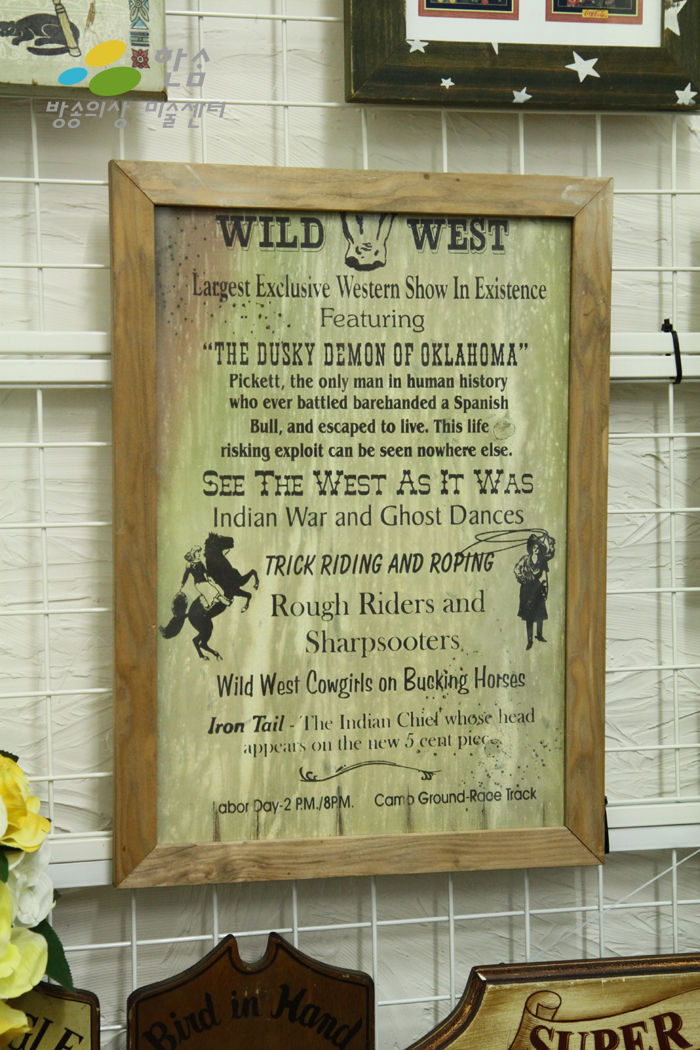 한솜
방송의상 미술센터
Coca-Cola
WILD WEST
Largest Exclusive Western Show In Existence
Featuring
"THE DUSKY DEMON OF OKLAHOMA"
Pickett, the only man in human history
who ever battled barehanded a Spanish
Bull, and escaped to live. This life
risking exploit can be seen nowhere else.
SEE THE WEST AS IT WAS
Indian War and Ghost Dances
TRICK RIDING AND ROPING
Rough Riders and
Sharpsooters
Wild West Cowgirls on Bucking Horses
Iron Tail - The Indian Chief whose head
appears on the new 5 cent piece.
Labor Day-2 P.M./8PM. Camp Ground-Race Track
Bird in Hand
SUPER